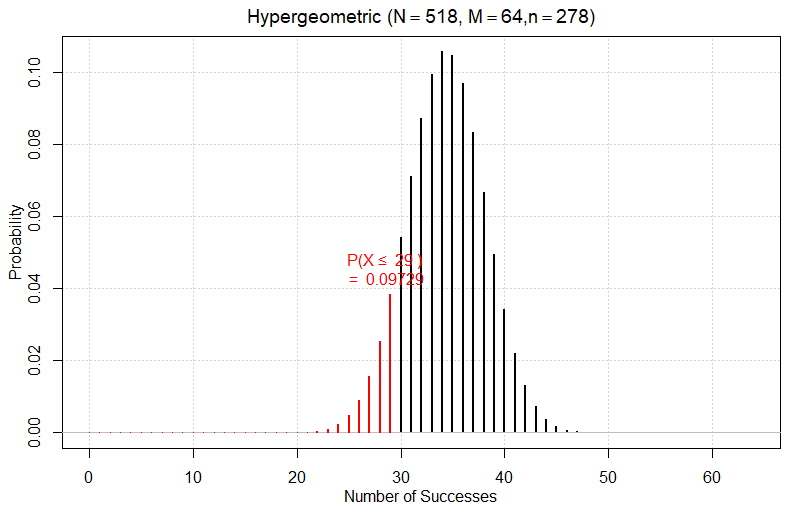 Hypergeometric (N = 518, M = 64,n = 278)
Probability
0.10
0.08
0.06
0.04
0.02
0.00
P(X ≤ 29 )
= 0.09729
0 10 20 30 40 50 60
Number of Successes